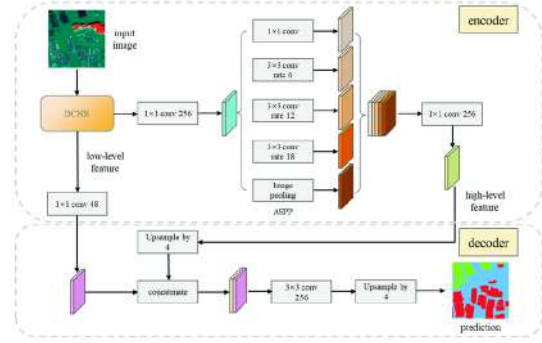 encoder
input
image
1×1 conv
3×3 conv
rate 6
DCNN
1×1 conv 256
3×3 conv
rate 12
1×1 conv 256
low-level
feature
3×3 conv
rate 18
1×1 conv 48
Image
pooling
ASPP
high-level
feature
Upsample by
4
decoder
concatenate
3×3 conv
256
Upsample by
4
prediction